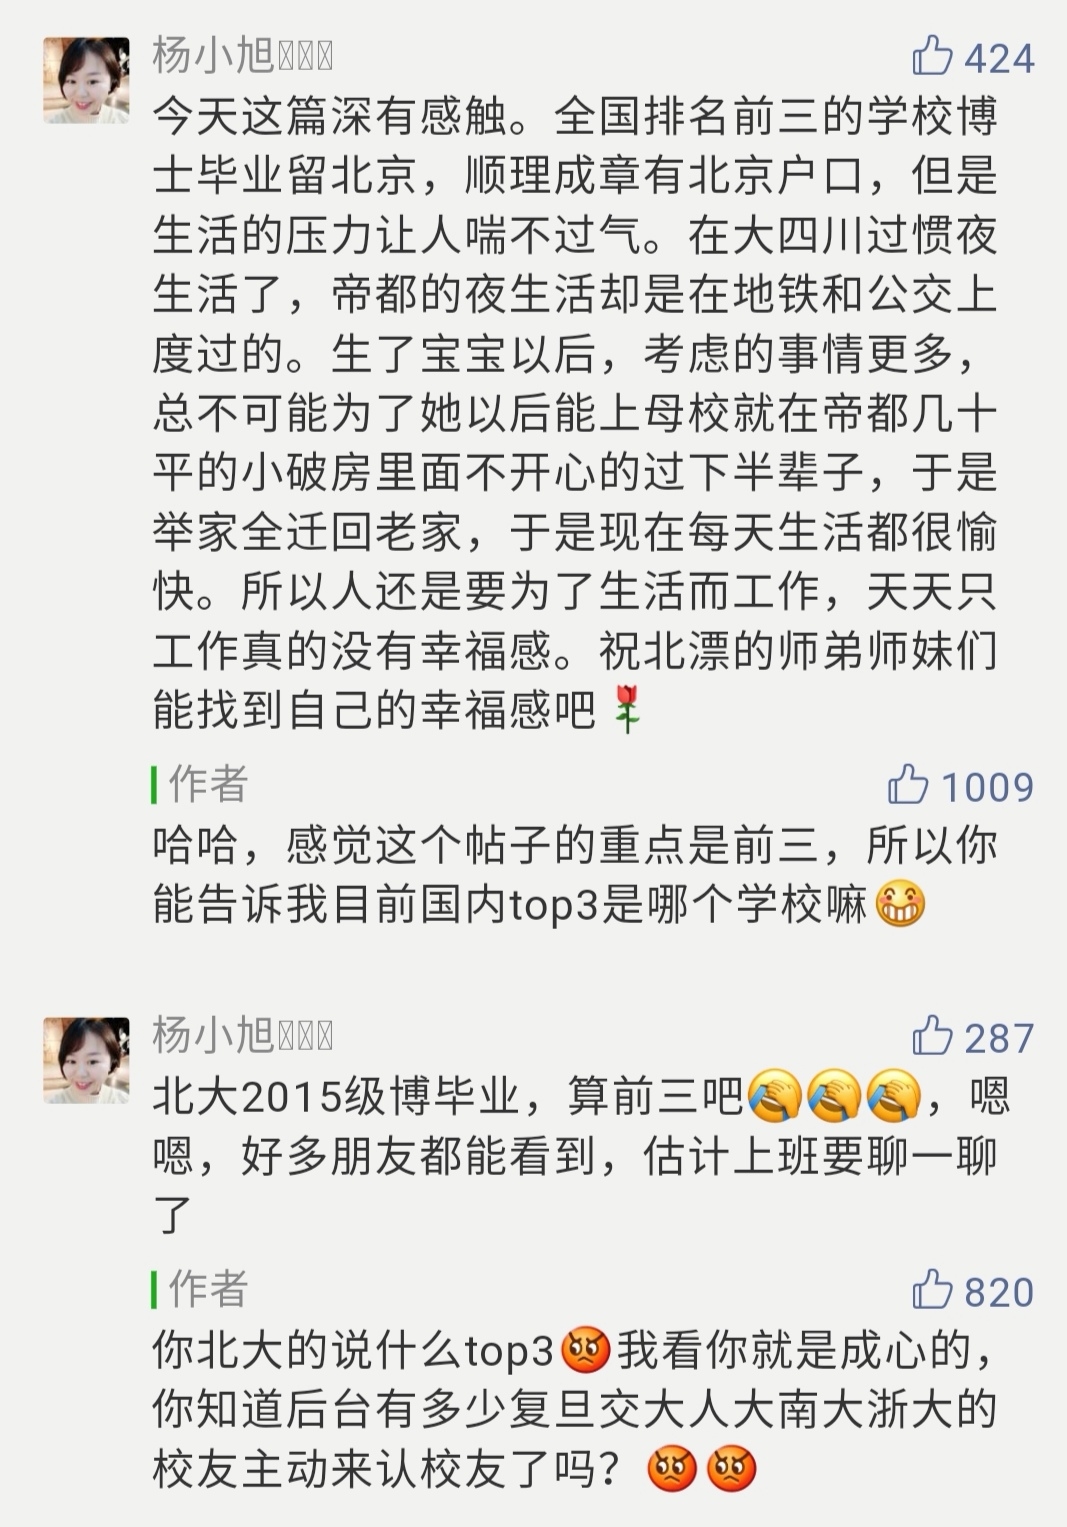 杨小旭
424
今天这篇深有感触。全国排名前三的学校博
士毕业留北京，顺理成章有北京户口，但是
生活的压力让人喘不过气。在大四川过惯夜
生活了，帝都的夜生活却是在地铁和公交上
度过的。生了宝宝以后，考虑的事情更多，
总不可能为了她以后能上母校就在帝都几十
平的小破房里面不开心的过下半辈子，于是
举家全迁回老家，于是现在每天生活都很愉
快。所以人还是要为了生活而工作，天天只
工作真的没有幸福感。祝北漂的师弟师妹们
能找到自己的幸福感吧🌹
作者
1009
哈哈，感觉这个帖子的重点是前三，所以你
能告诉我目前国内top3是哪个学校嘛😁
杨小旭
287
北大2015级博毕业，算前三吧🤦🤦🤦，嗯
嗯，好多朋友都能看到，估计上班要聊一聊
了
作者
820
你北大的说什么top3😡我看你就是成心的，
你知道后台有多少复旦交大人大南大浙大的
校友主动来认校友了吗？😡😡